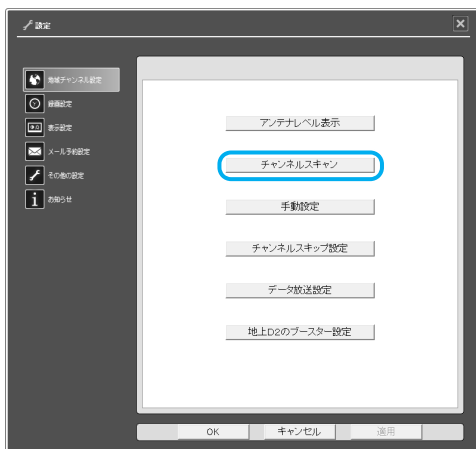 設定
地域チャンネル設定
録画設定
表示設定
メール予約設定
その他の設定
お知らせ
アンテナレベル表示
チャンネルスキャン
手動設定
チャンネルスキップ設定
データ放送設定
地上D2のブースター設定
OK キャンセル 適用